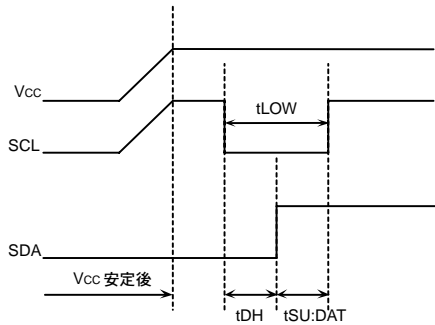 VCC
tLOW
SCL
SDA
VCC 安定後
tDH
tSU:DAT